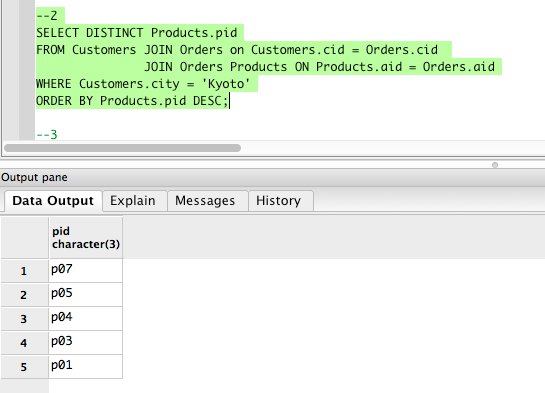 --2
SELECT DISTINCT Products.pid
FROM Customers JOIN Orders on Customers.cid = Orders.cid
JOIN Orders Products ON Products.aid = Orders.aid
WHERE Customers.city = 'Kyoto'
ORDER BY Products.pid DESC;
--3
Output pane
Data Output Explain Messages History
pid
character(3)
1 p07
2 p05
3 p04
4 p03
5 p01